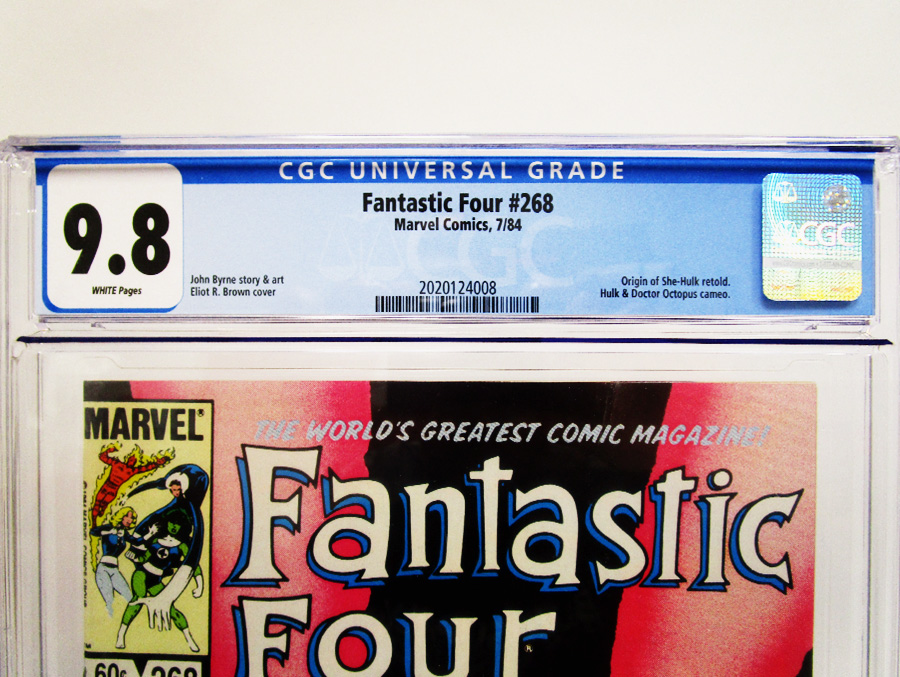 CGC UNIVERSAL GRADE
9.8
WHITE Pages
Fantastic Four #268
Marvel Comics, 7/84
John Byrne story & art
Eliot R. Brown cover
2020124008
Origin of She-Hulk retold.
Hulk & Doctor Octopus cameo.
CGC
CGC
MARVEL®
THE WORLD'S GREATEST COMIC MAGAZINE!
Fantastic
Four ®
60¢ 268